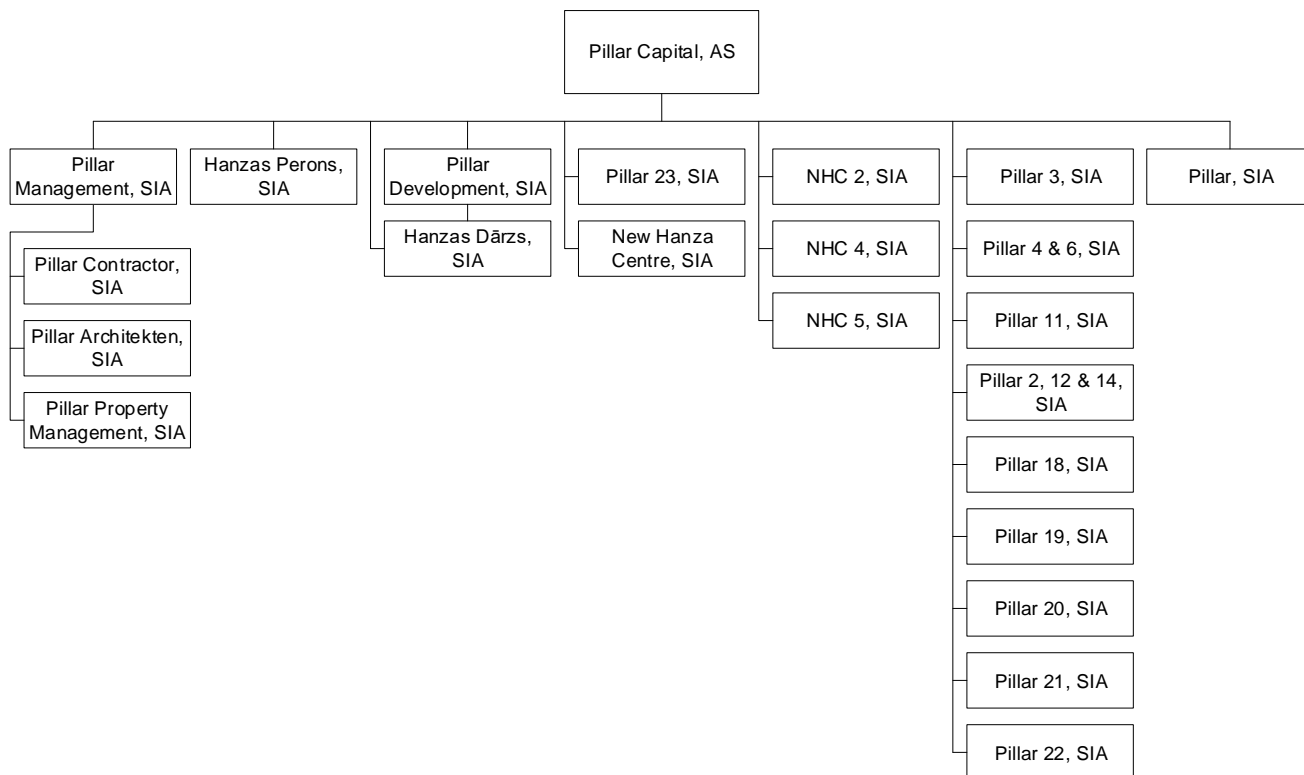 Pillar Capital, AS
Pillar
Management, SIA
Hanzas Perons,
SIA
Pillar
Development, SIA
Pillar 23, SIA
NHC 2, SIA
Pillar 3, SIA
Pillar, SIA
Hanzas Dārzs,
SIA
New Hanza
Centre, SIA
NHC 4, SIA
Pillar 4 & 6, SIA
Pillar Contractor,
SIA
Pillar Architekten,
SIA
NHC 5, SIA
Pillar 11, SIA
Pillar Property
Management, SIA
Pillar 2, 12 & 14,
SIA
Pillar 18, SIA
Pillar 19, SIA
Pillar 20, SIA
Pillar 21, SIA
Pillar 22, SIA